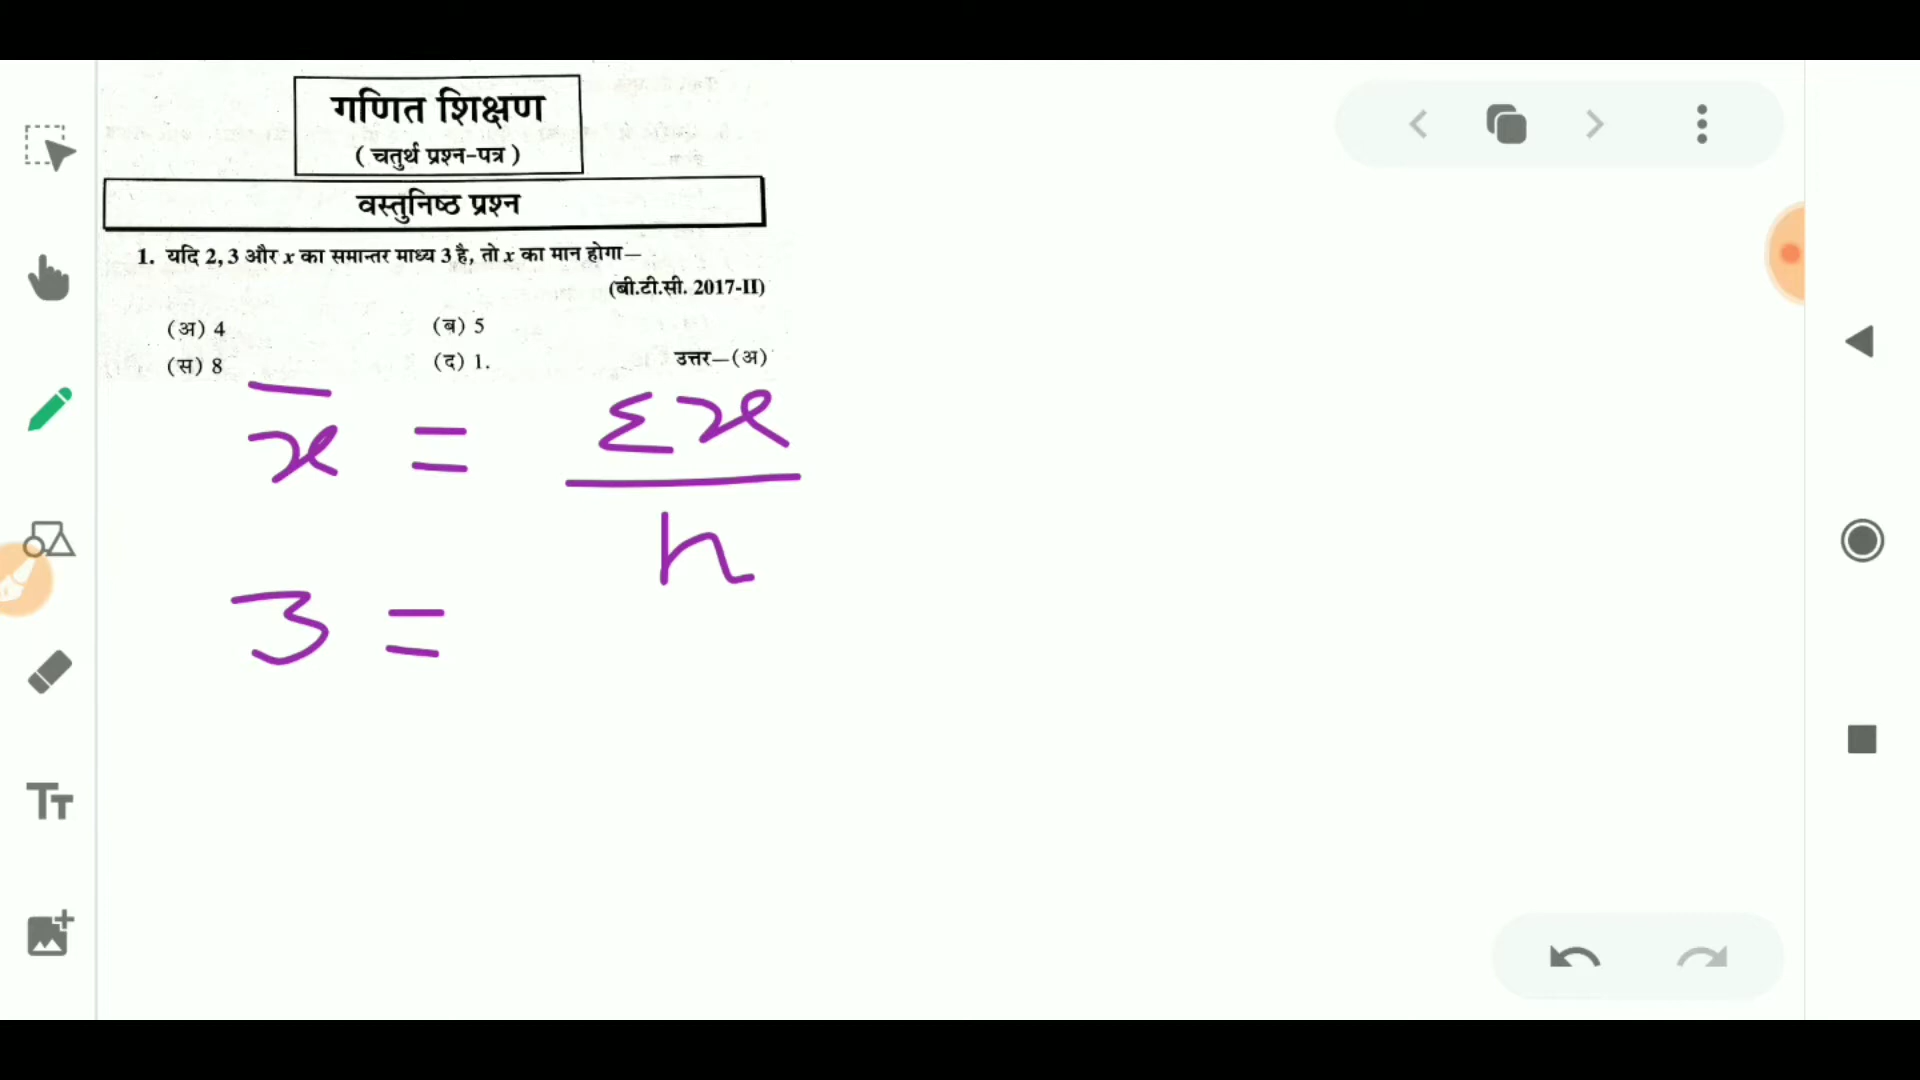 गणित शिक्षण
( चतुर्थ प्रश्न-पत्र )
वस्तुनिष्ठ प्रश्न
1. यदि 2, 3 और x का समान्तर माध्य 3 है, तो x का मान होगा—
(बी.टी.सी. 2017-II)
(अ) 4 (ब) 5
(स) 8 (द) 1. उत्तर—(अ)
x̄ = Σx
n
3 =
TT